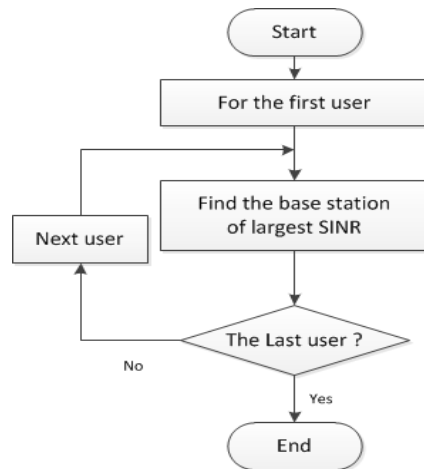 Start
For the first user
Find the base station
of largest SINR
Next user
The Last user ?
No
Yes
End